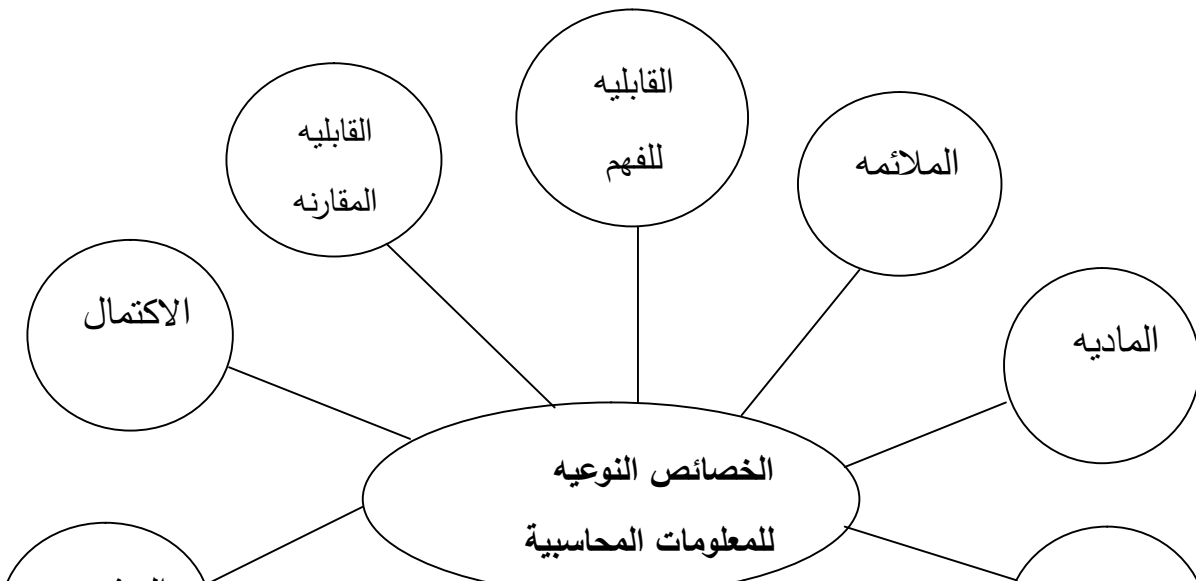 القابليه
للفهم
القابليه
المقارنه
الملائمه
الاكتمال
الماديه
الخصائص النوعيه
للمعلومات المحاسبية